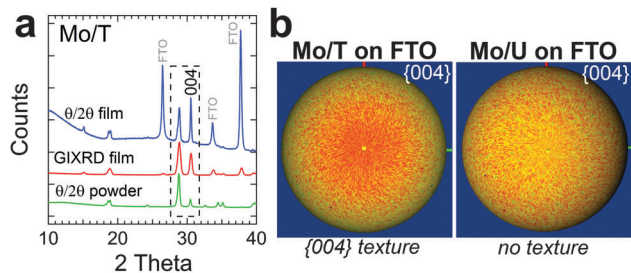 a
Mo/T
FTO
FTO
FTO
004
θ/2θ film
GIXRD film
θ/2θ powder
Counts
10 15 20 25 30 35 40
2 Theta
b
Mo/T on FTO
{004}
{004} texture
Mo/U on FTO
{004}
no texture